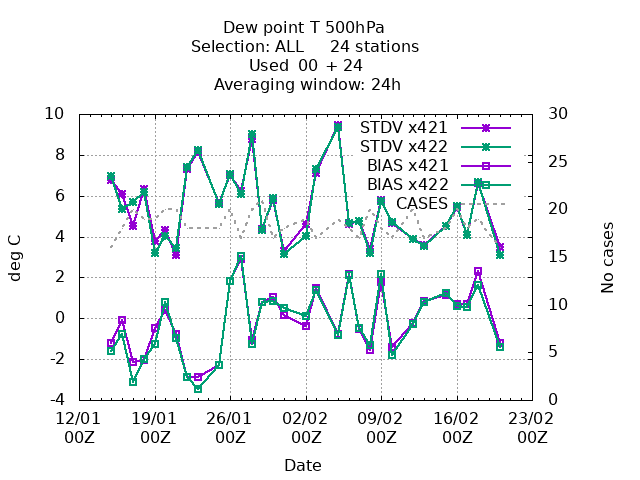 Dew point T 500hPa
Selection: ALL 24 stations
Used 00 + 24
Averaging window: 24h
10
8
6
4
2
0
-2
-4
deg C
30
25
20
15
10
5
0
No cases
STDV x421
STDV x422
BIAS x421
BIAS x422
CASES
12/01 19/01 26/01 02/02 09/02 16/02 23/02
00Z 00Z 00Z 00Z 00Z 00Z 00Z
Date